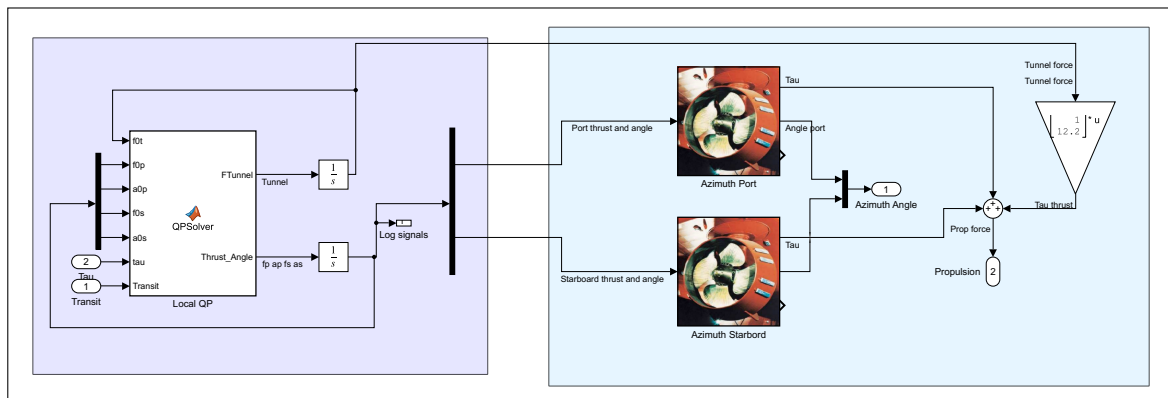 f0t
f0p
a0p
f0s
a0s
tau
Transit
2
Tau
1
Transit
FTunnel
QPSolver
Thrust_Angle
Local QP
Tunnel
1
s
fp ap fs as
1
s
Log signals
Port thrust and angle
Starboard thrust and angle
Tau
Angle port
Azimuth Port
Tau
Azimuth Starbord
1
Azimuth Angle
Tunnel force
Tunnel force
1
12.2
* u
Tau thrust
+
+ +
Prop force
Propulsion
2